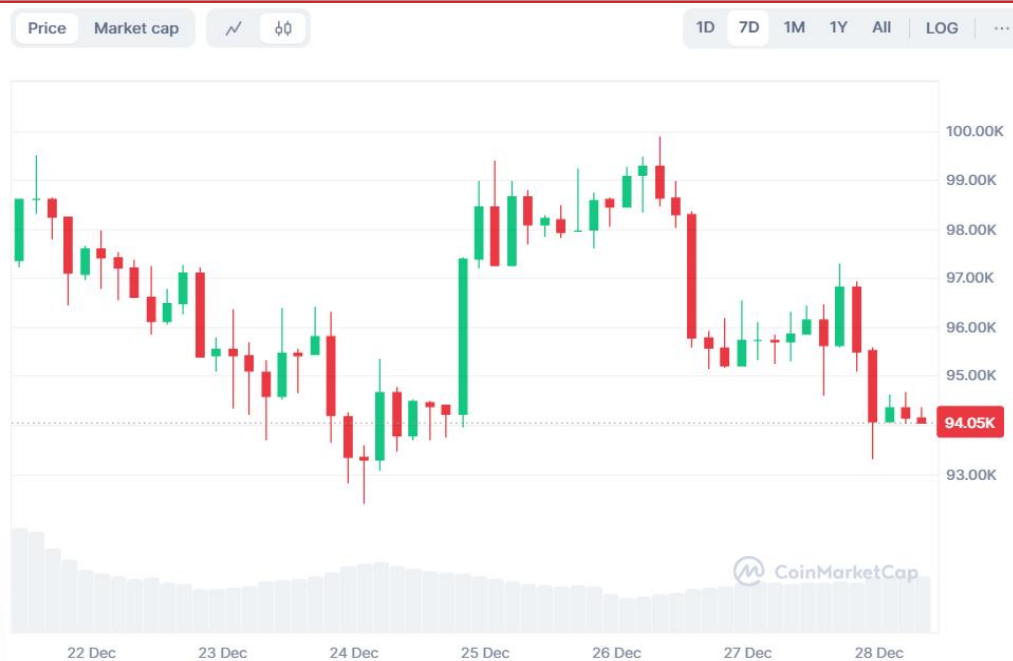 Price Market cap 1D 7D 1M 1Y All LOG ...
100.00K
99.00K
98.00K
97.00K
96.00K
95.00K
94.05K
93.00K
CoinMarketCap
22 Dec 23 Dec 24 Dec 25 Dec 26 Dec 27 Dec 28 Dec